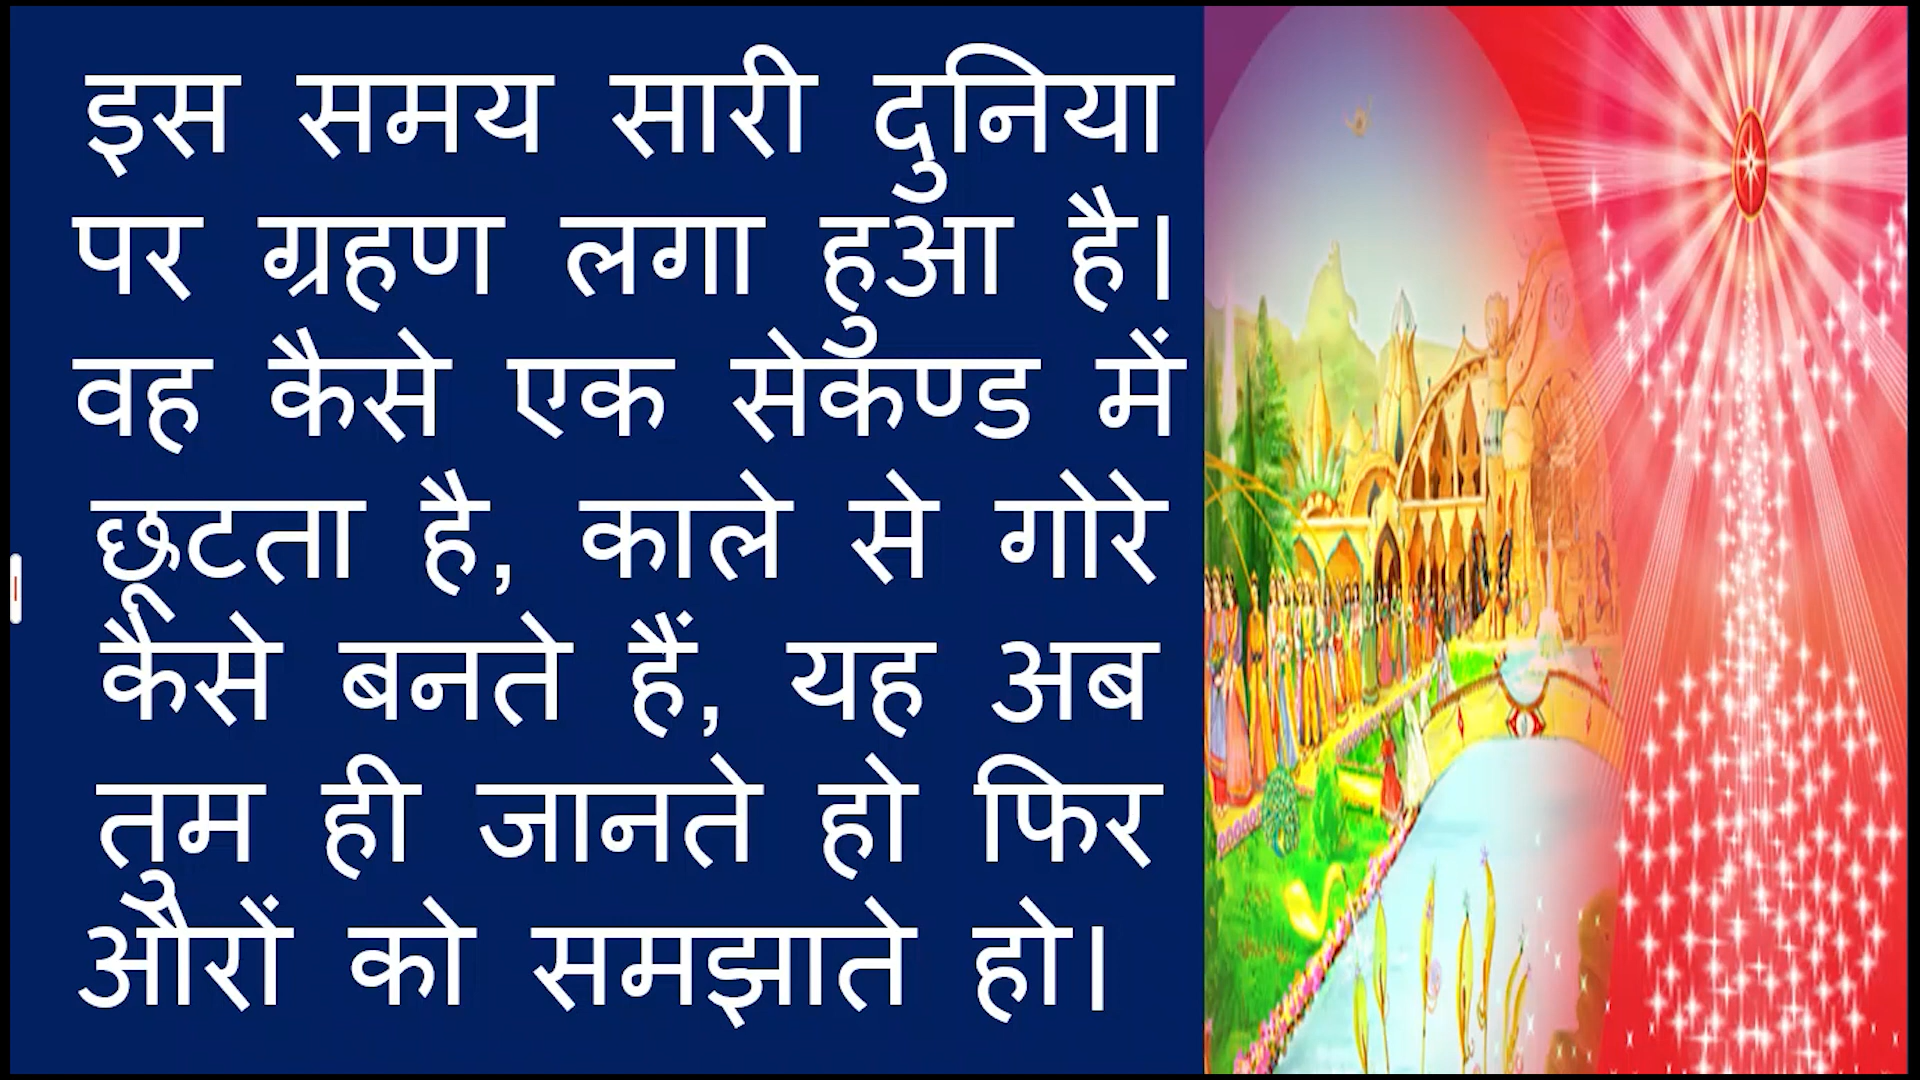 इस समय सारी दुनिया
पर ग्रहण लगा हुआ है।
वह कैसे एक सेकण्ड में
छूटता है, काले से गोरे
कैसे बनते हैं, यह अब
तुम ही जानते हो फिर
औरों को समझाते हो।